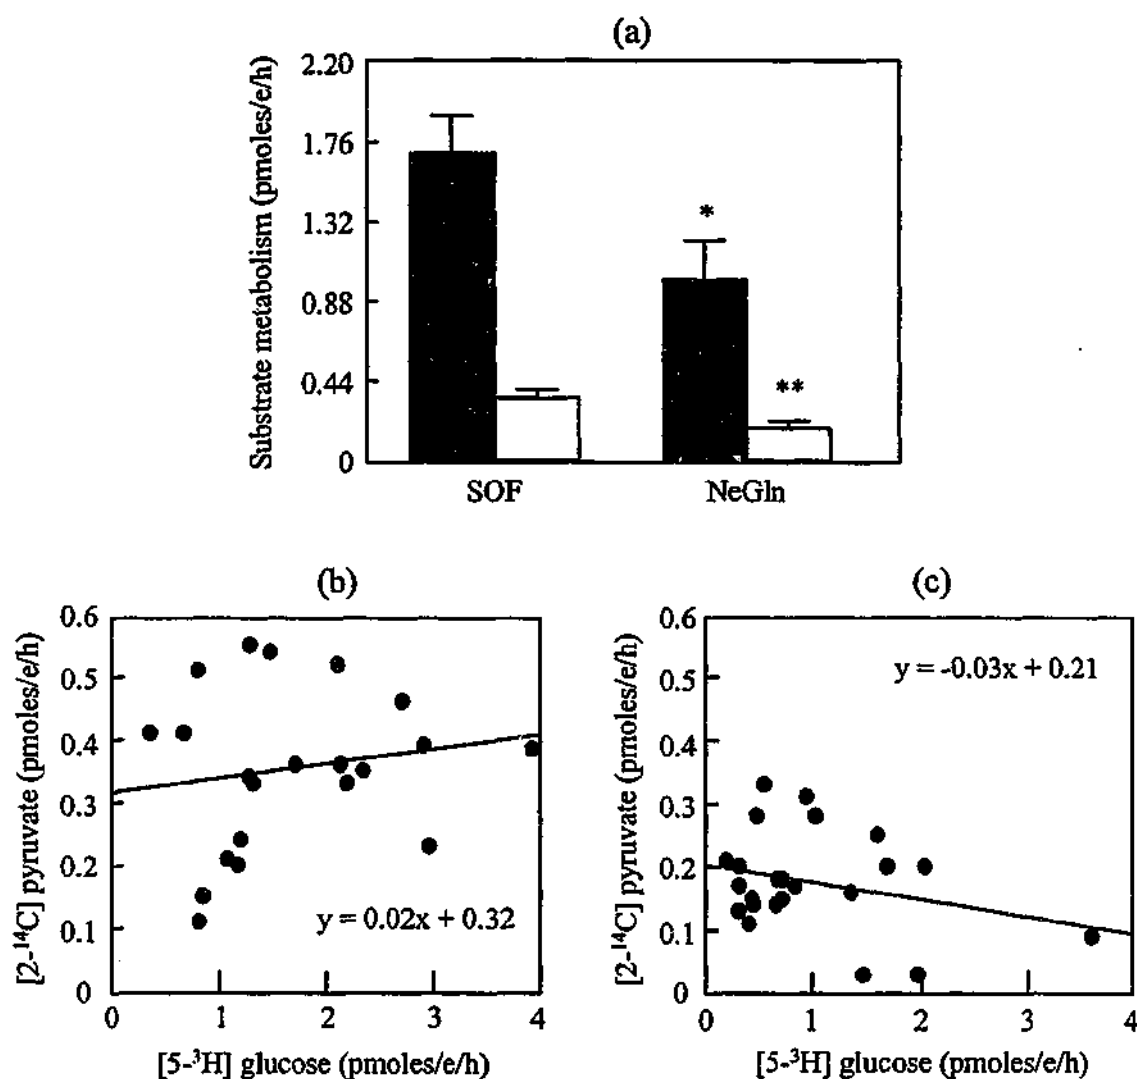 (a)
Substrate metabolism (pmoles/e/h)
2.20
1.76
1.32
0.88
0.44
0
*
**
SOF
NeGln
(b)
[2-¹⁴C] pyruvate (pmoles/e/h)
0.6
0.5
0.4
0.3
0.2
0.1
0
y = 0.02x + 0.32
0
1
2
3
4
[5-³H] glucose (pmoles/e/h)
(c)
[2-¹⁴C] pyruvate (pmoles/e/h)
0.6
0.5
0.4
0.3
0.2
0.1
0
y = -0.03x + 0.21
0
1
2
3
4
[5-³H] glucose (pmoles/e/h)